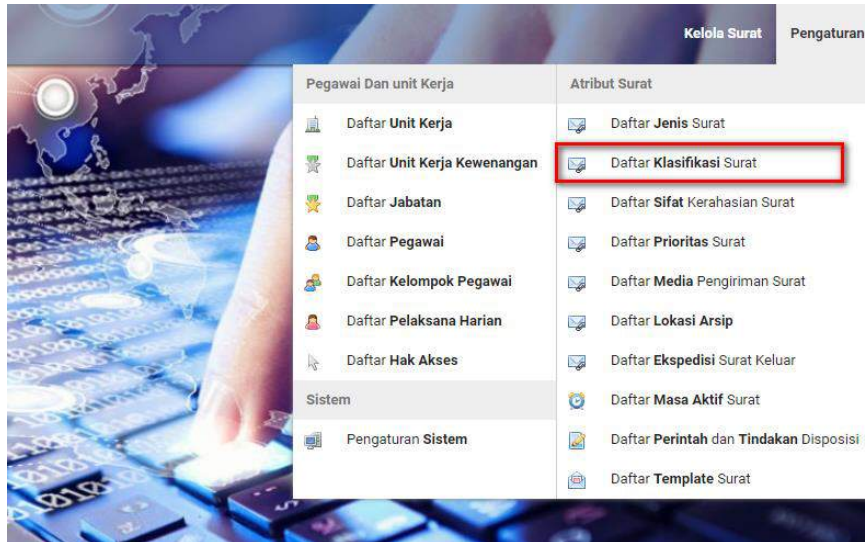 Kelola Surat
Pengaturan
Pegawai Dan unit Kerja
Daftar Unit Kerja
Daftar Unit Kerja Kewenangan
Daftar Jabatan
Daftar Pegawai
Daftar Kelompok Pegawai
Daftar Pelaksana Harian
Daftar Hak Akses
Sistem
Pengaturan Sistem
Atribut Surat
Daftar Jenis Surat
Daftar Klasifikasi Surat
Daftar Sifat Kerahasian Surat
Daftar Prioritas Surat
Daftar Media Pengiriman Surat
Daftar Lokasi Arsip
Daftar Ekspedisi Surat Keluar
Daftar Masa Aktif Surat
Daftar Perintah dan Tindakan Disposisi
Daftar Template Surat